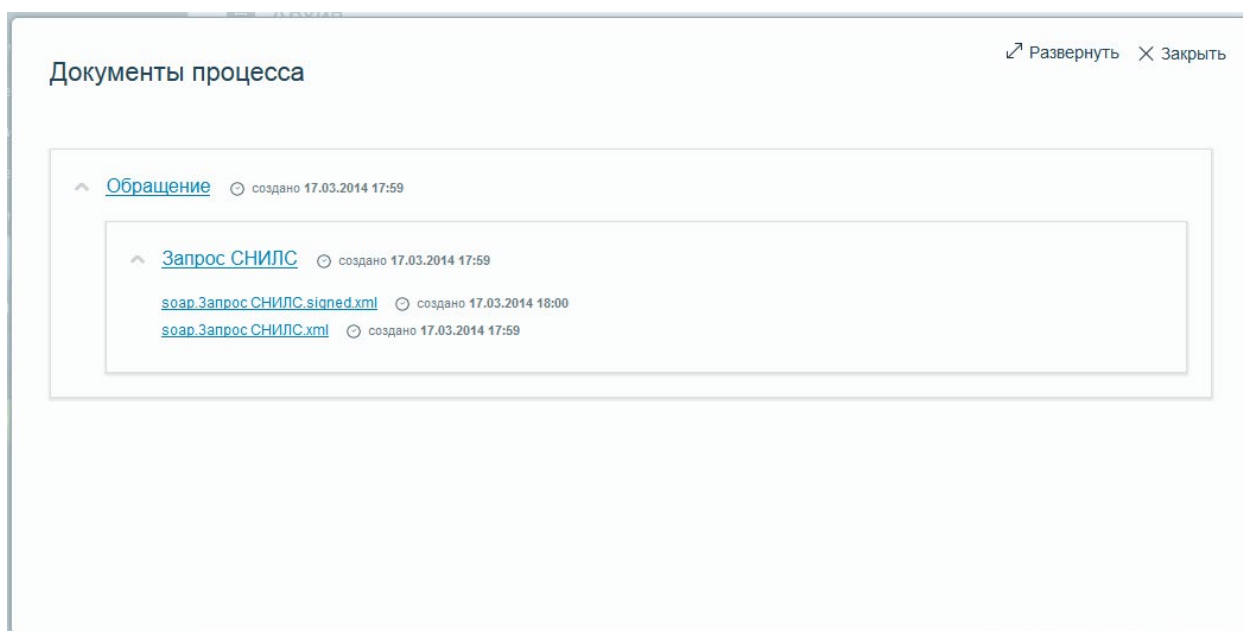 Архив
Развернуть Закрыть
Документы процесса
Обращение создано 17.03.2014 17:59
Запрос СНИЛС создано 17.03.2014 17:59
soap.Запрос СНИЛС.signed.xml создано 17.03.2014 18:00
soap.Запрос СНИЛС.xml создано 17.03.2014 17:59